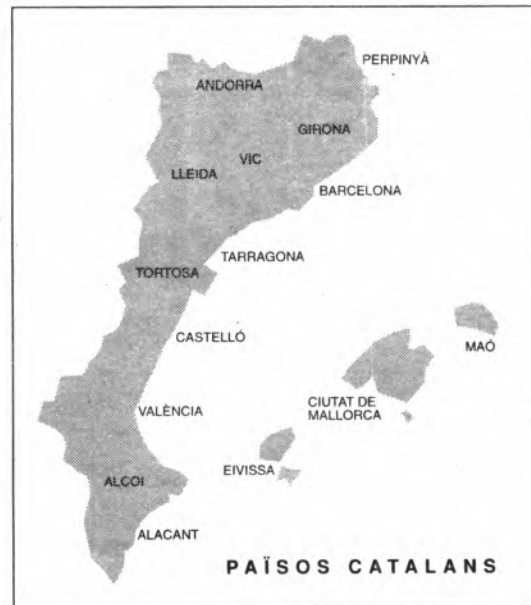 PERPINYÀ
ANDORRA
GIRONA
VIC
LLEIDA
BARCELONA
TARRAGONA
TORTOSA
CASTELLÓ
MAÓ
CIUTAT DE
MALLORCA
VALÈNCIA
EIVISSA
ALCOI
ALACANT
PAÏSOS CATALANS